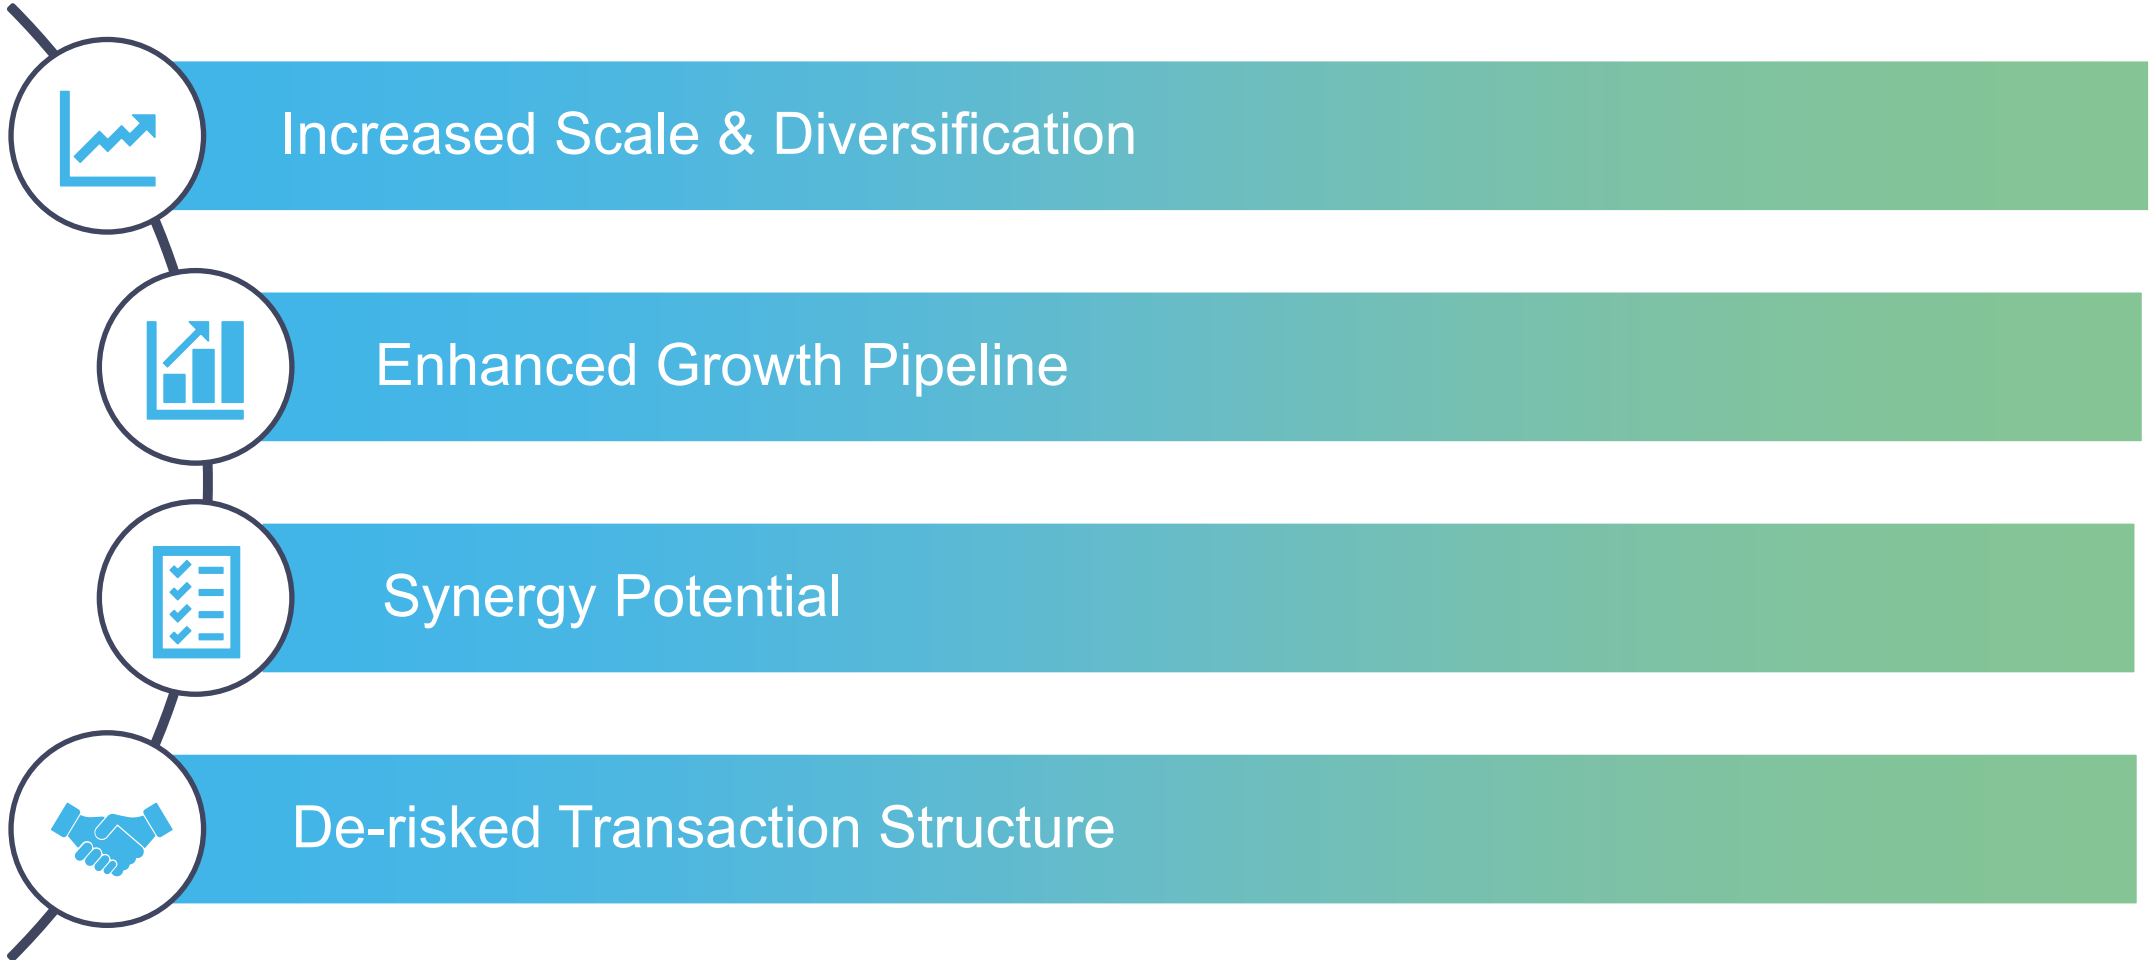 Increased Scale & Diversification
Enhanced Growth Pipeline
Synergy Potential
De-risked Transaction Structure